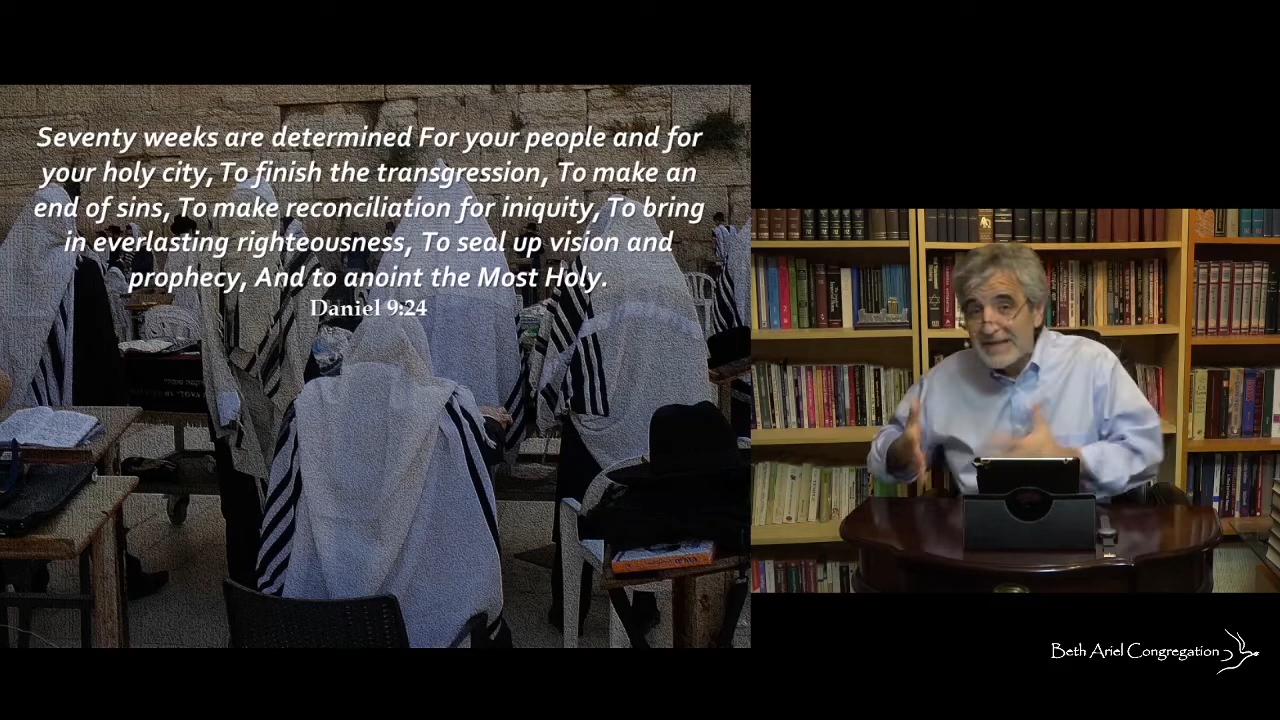 Seventy weeks are determined For your people and for
your holy city, To finish the transgression, To make an
end of sins, To make reconciliation for iniquity, To bring
in everlasting righteousness, To seal up vision and
prophecy, And to anoint the Most Holy.
Daniel 9:24
Beth Ariel Congregation